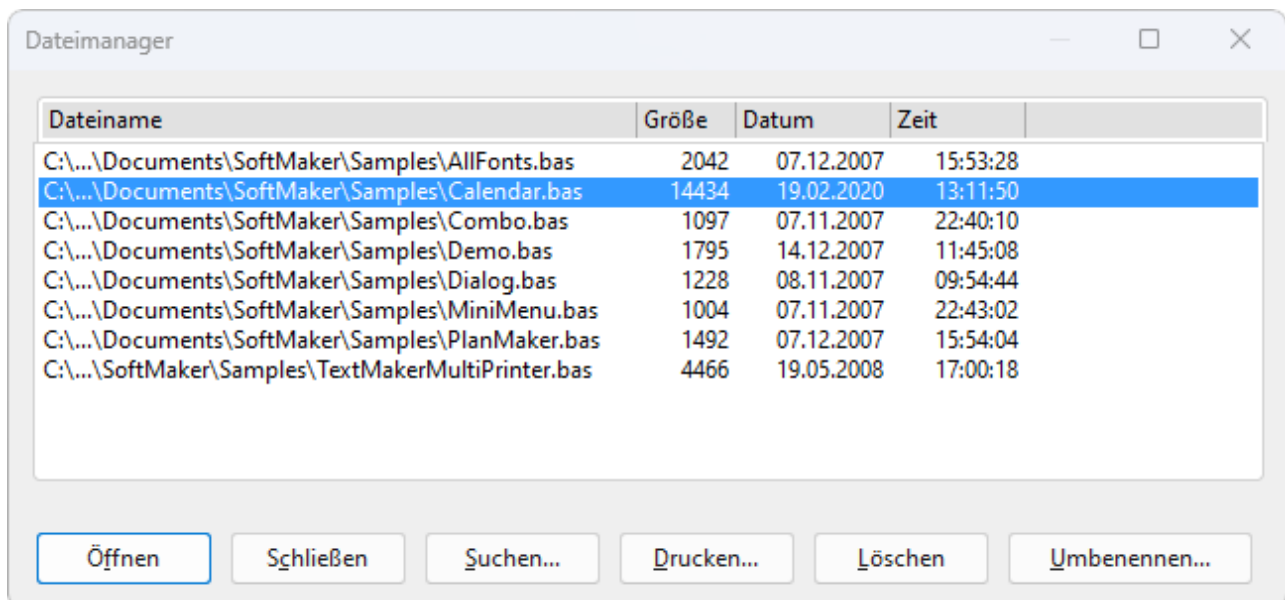 Dateimanager
Dateiname Größe Datum Zeit
C:\...\Documents\SoftMaker\Samples\AllFonts.bas 2042 07.12.2007 15:53:28
C:\...\Documents\SoftMaker\Samples\Calendar.bas 14434 19.02.2020 13:11:50
C:\...\Documents\SoftMaker\Samples\Combo.bas 1097 07.11.2007 22:40:10
C:\...\Documents\SoftMaker\Samples\Demo.bas 1795 14.12.2007 11:45:08
C:\...\Documents\SoftMaker\Samples\Dialog.bas 1228 08.11.2007 09:54:44
C:\...\Documents\SoftMaker\Samples\MiniMenu.bas 1004 07.11.2007 22:43:02
C:\...\Documents\SoftMaker\Samples\PlanMaker.bas 1492 07.12.2007 15:54:04
C:\...\SoftMaker\Samples\TextMakerMultiPrinter.bas 4466 19.05.2008 17:00:18
Öffnen Schließen Suchen... Drucken... Löschen Umbenennen...